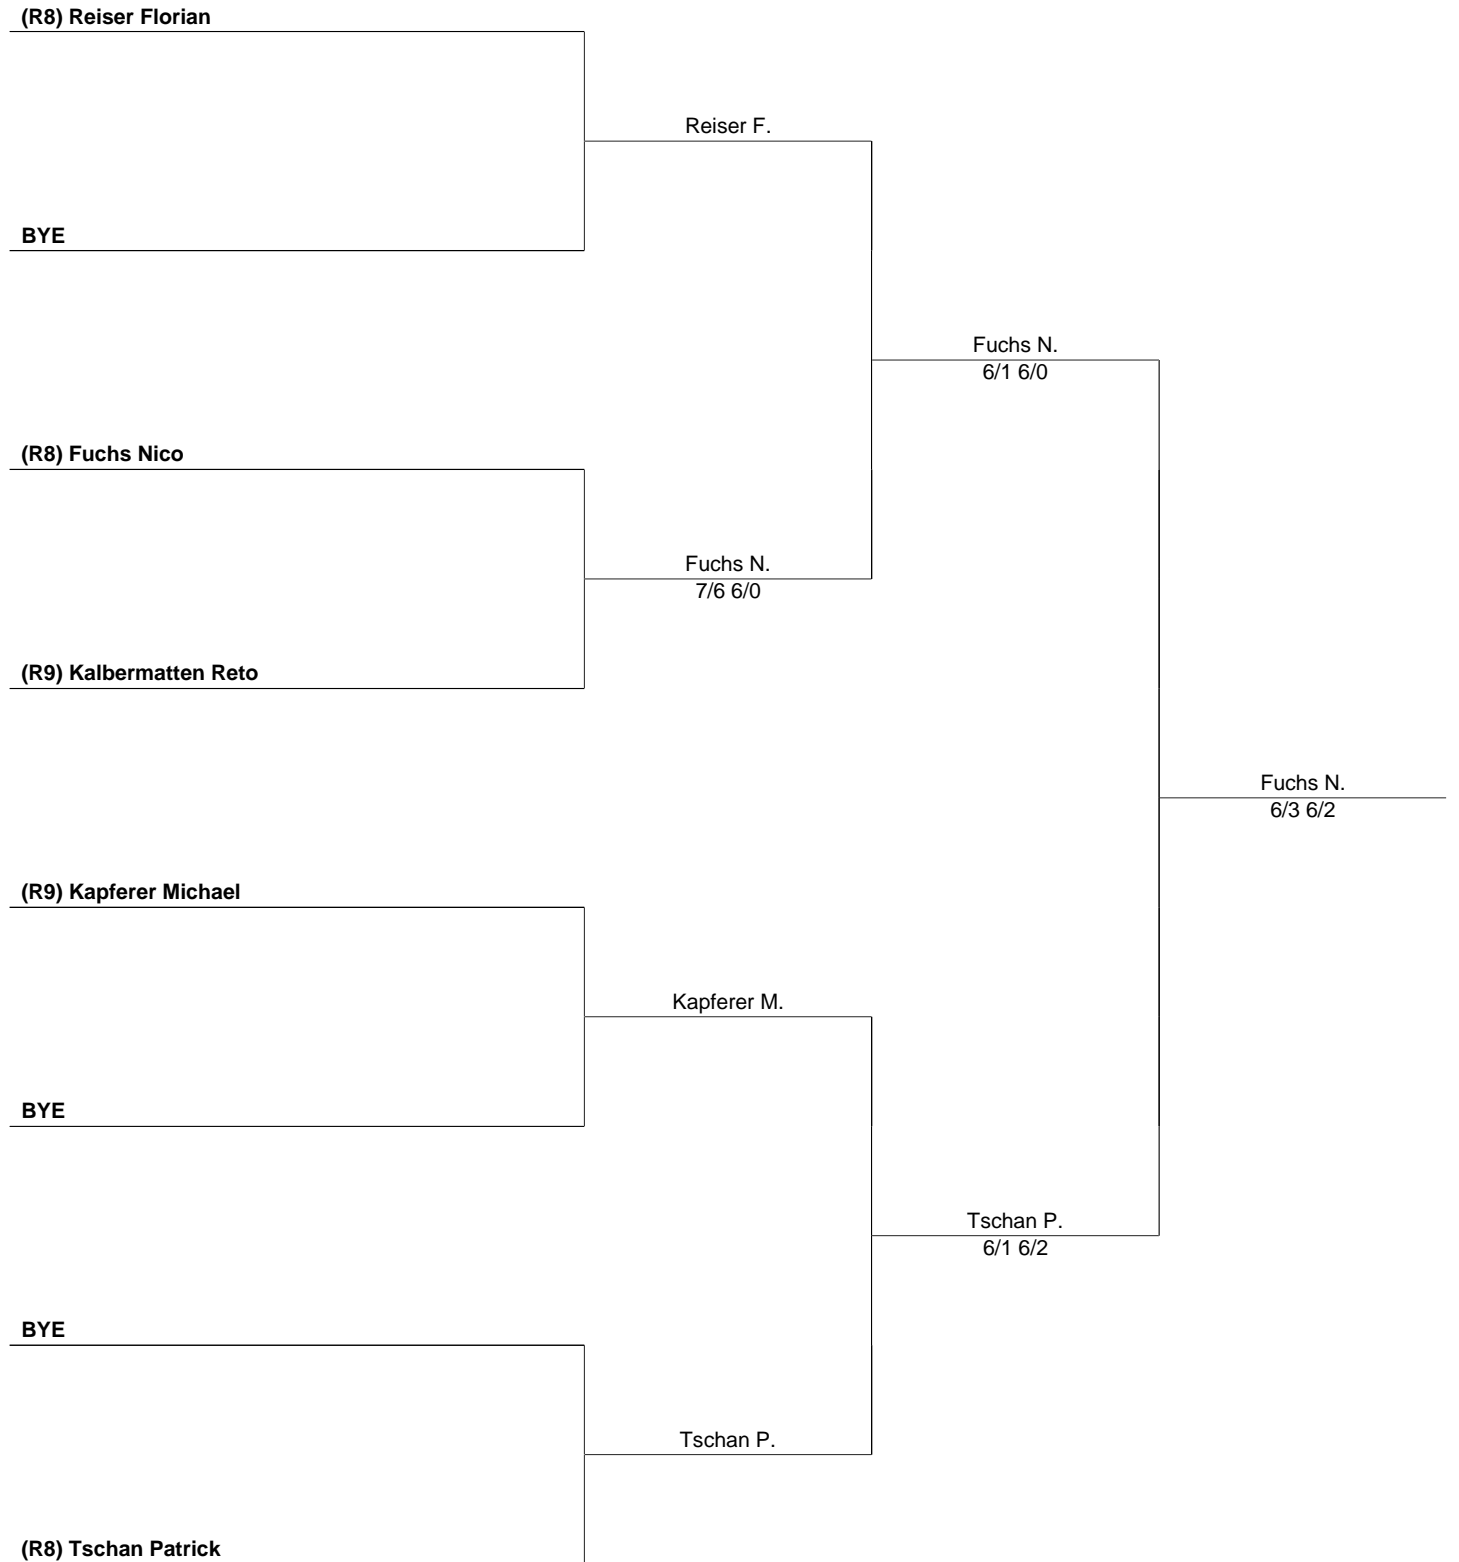 (R8) Reiser Florian
Reiser F.
BYE
Fuchs N.
6/1 6/0
(R8) Fuchs Nico
Fuchs N.
7/6 6/0
(R9) Kalbermatten Reto
Fuchs N.
6/3 6/2
(R9) Kapferer Michael
Kapferer M.
BYE
Tschan P.
6/1 6/2
BYE
Tschan P.
(R8) Tschan Patrick